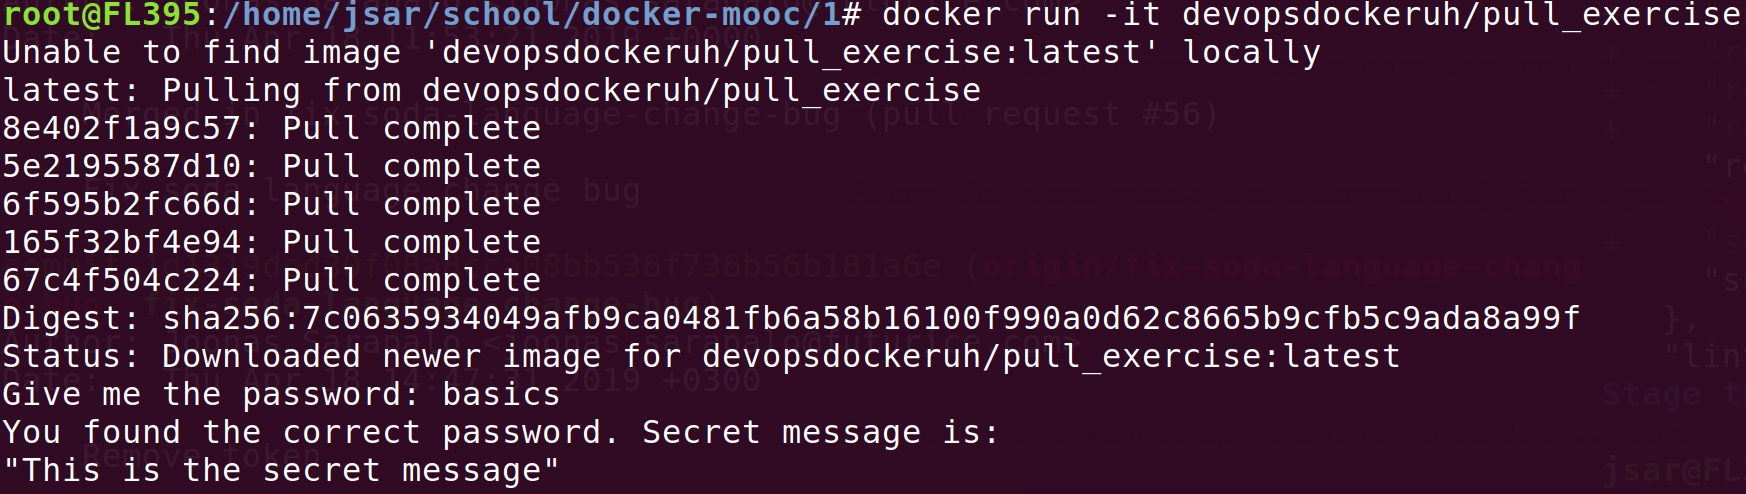 root@FL395:/home/jsar/school/docker-mooc/1# docker run -it devopsdockeruh/pull_exercise
Unable to find image 'devopsdockeruh/pull_exercise:latest' locally
latest: Pulling from devopsdockeruh/pull_exercise
8e402f1a9c57: Pull complete
5e2195587d10: Pull complete
6f595b2fc66d: Pull complete
165f32bf4e94: Pull complete
67c4f504c224: Pull complete
Digest: sha256:7c0635934049afb9ca0481fb6a58b16100f990a0d62c8665b9cfb5c9ada8a99f
Status: Downloaded newer image for devopsdockeruh/pull_exercise:latest
Give me the password: basics
You found the correct password. Secret message is:
"This is the secret message"